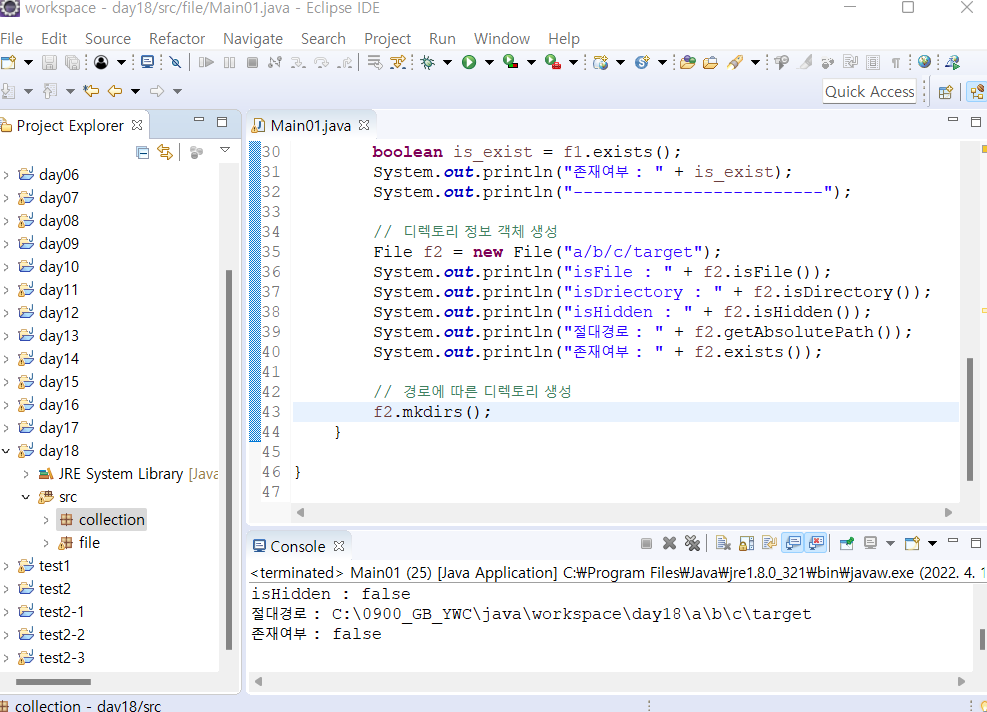 workspace - day18/src/file/Main01.java - Eclipse IDE
File Edit Source Refactor Navigate Search Project Run Window Help
Quick Access
Project Explorer
day06
day07
day08
day09
day10
day11
day12
day13
day14
day15
day16
day17
day18
JRE System Library [Java
src
collection
file
test1
test2
test2-1
test2-2
test2-3
Main01.java
30 boolean is_exist = f1.exists();
31 System.out.println("존재여부 : " + is_exist);
32 System.out.println("-------------------------");
33
34 // 디렉토리 정보 객체 생성
35 File f2 = new File("a/b/c/target");
36 System.out.println("isFile : " + f2.isFile());
37 System.out.println("isDriectory : " + f2.isDirectory());
38 System.out.println("isHidden : " + f2.isHidden());
39 System.out.println("절대경로 : " + f2.getAbsolutePath());
40 System.out.println("존재여부 : " + f2.exists());
41
42 // 경로에 따른 디렉토리 생성
43 f2.mkdirs();
44 }
45
46 }
47
Console
<terminated> Main01 (25) [Java Application] C:₩Program Files₩Java₩jre1.8.0_321₩bin₩javaw.exe (2022. 4. 1
isHidden : false
절대경로 : C:\0900_GB_YWC\java\workspace\day18\a\b\c\target
존재여부 : false
collection - day18/src